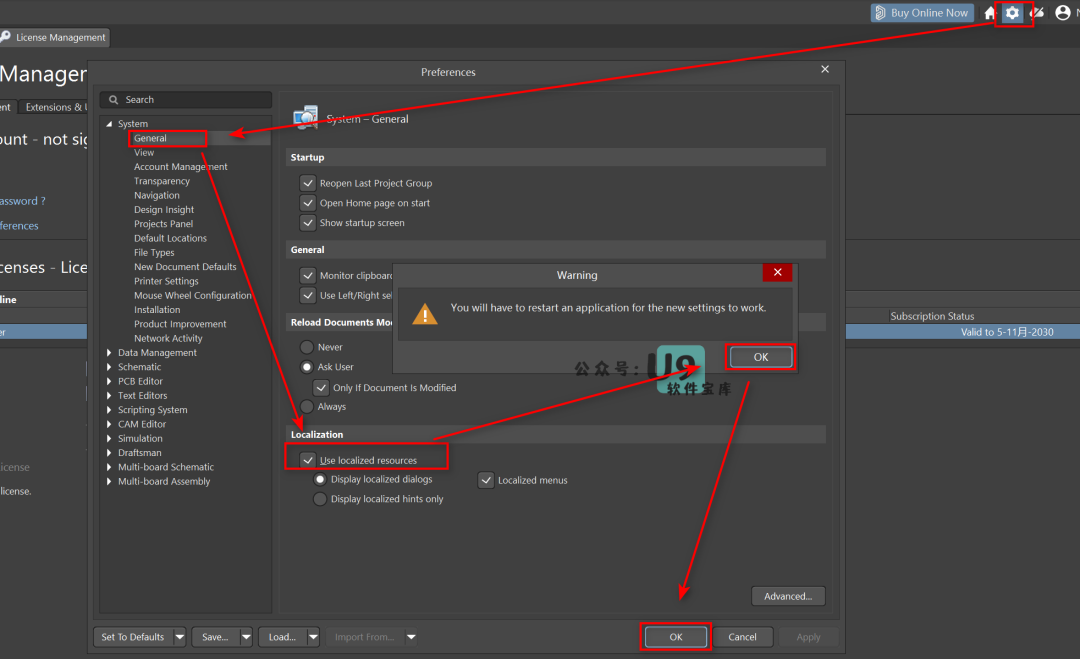 Buy Online Now
N
License Management
Manager
ent
Extensions & U
ount - not sig
assword ?
ferences
censes - Lice
line
er
icense
license.
Subscription Status
Valid to 5-11月-2030
Preferences
Search
System
General
View
Account Management
Transparency
Navigation
Design Insight
Projects Panel
Default Locations
File Types
New Document Defaults
Printer Settings
Mouse Wheel Configuration
Installation
Product Improvement
Network Activity
Data Management
Schematic
PCB Editor
Text Editors
Scripting System
CAM Editor
Simulation
Draftsman
Multi-board Schematic
Multi-board Assembly
System – General
Startup
Reopen Last Project Group
Open Home page on start
Show startup screen
General
Monitor clipboard
Use Left/Right sel
Reload Documents Mod
Never
Ask User
Only If Document Is Modified
Always
Localization
Use localized resources
Display localized dialogs
Localized menus
Display localized hints only
Warning
You will have to restart an application for the new settings to work.
OK
公众号：U9
软件宝库
Advanced...
Set To Defaults
Save...
Load...
Import From...
OK
Cancel
Apply